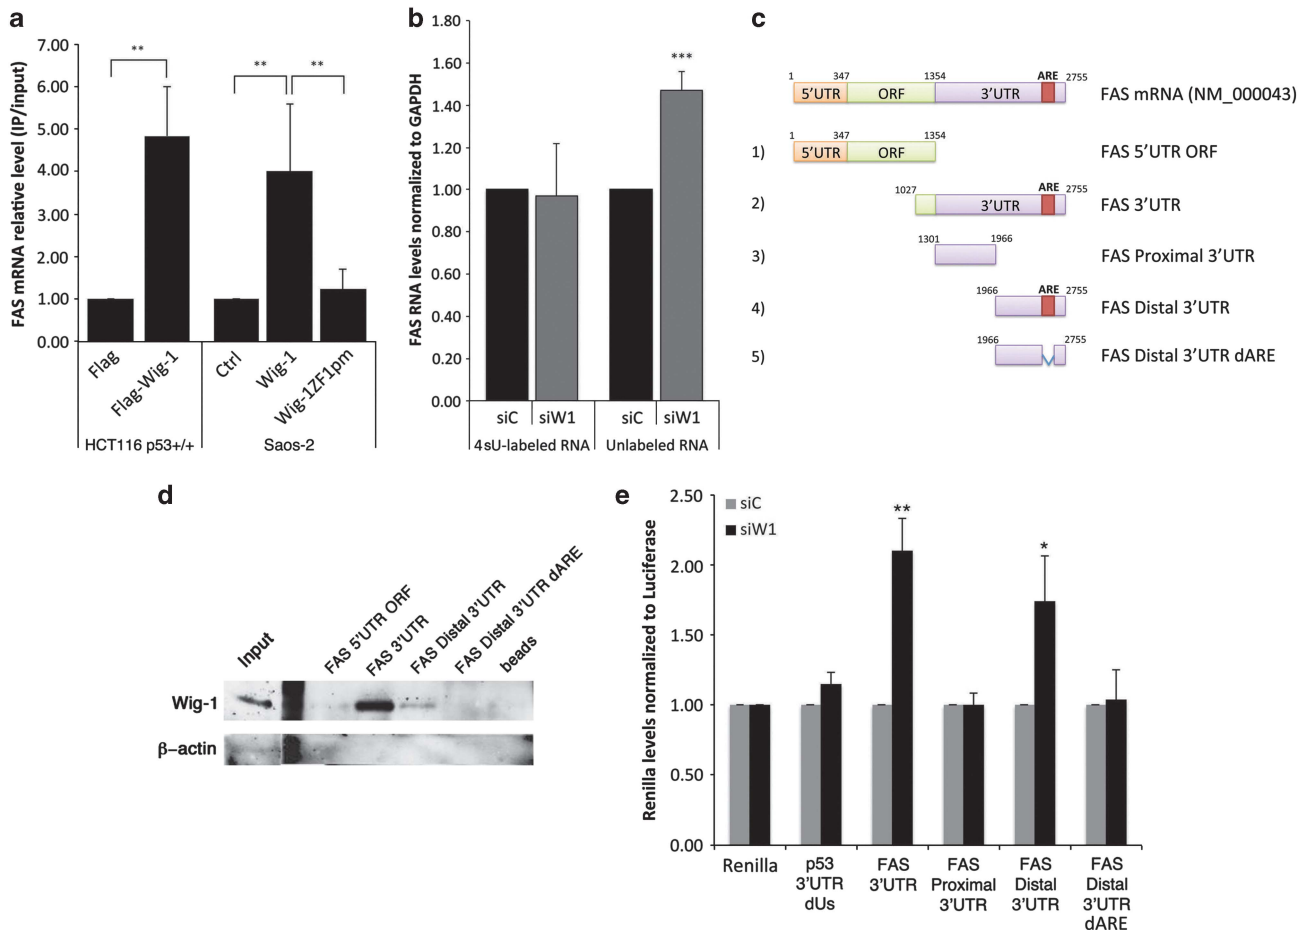 a
FAS mRNA relative level (IP/input)
7.00
6.00
5.00
4.00
3.00
2.00
1.00
0.00
** ** **
Flag
Flag-Wig-1
Ctrl
Wig-1
Wig-1ZF1pm
HCT116 p53+/+ Saos-2
b
FAS RNA levels normalized to GAPDH
1.80
1.60
1.40
1.20
1.00
0.80
0.60
0.40
0.20
0.00
***
siC siW1 siC siW1
4sU-labeled RNA Unlabeled RNA
c
1 347 1354 ARE 2755
5'UTR ORF 3'UTR FAS mRNA (NM_000043)
1 347 1354
1) 5'UTR ORF FAS 5'UTR ORF
1027 ARE 2755
2) 3'UTR FAS 3'UTR
1301 1966
3) FAS Proximal 3'UTR
1966 ARE 2755
4) FAS Distal 3'UTR
1966 2755
5) FAS Distal 3'UTR dARE
d
Input
FAS 5'UTR ORF
FAS 3'UTR
FAS Distal 3'UTR
FAS Distal 3'UTR dARE
beads
Wig-1
β-actin
e
Renilla levels normalized to Luciferase
2.50
2.00
1.50
1.00
0.50
0.00
siC
siW1
** *
Renilla
p53
3'UTR
dUs
FAS
3'UTR
FAS
Proximal
3'UTR
FAS
Distal
3'UTR
FAS
Distal
3'UTR
dARE